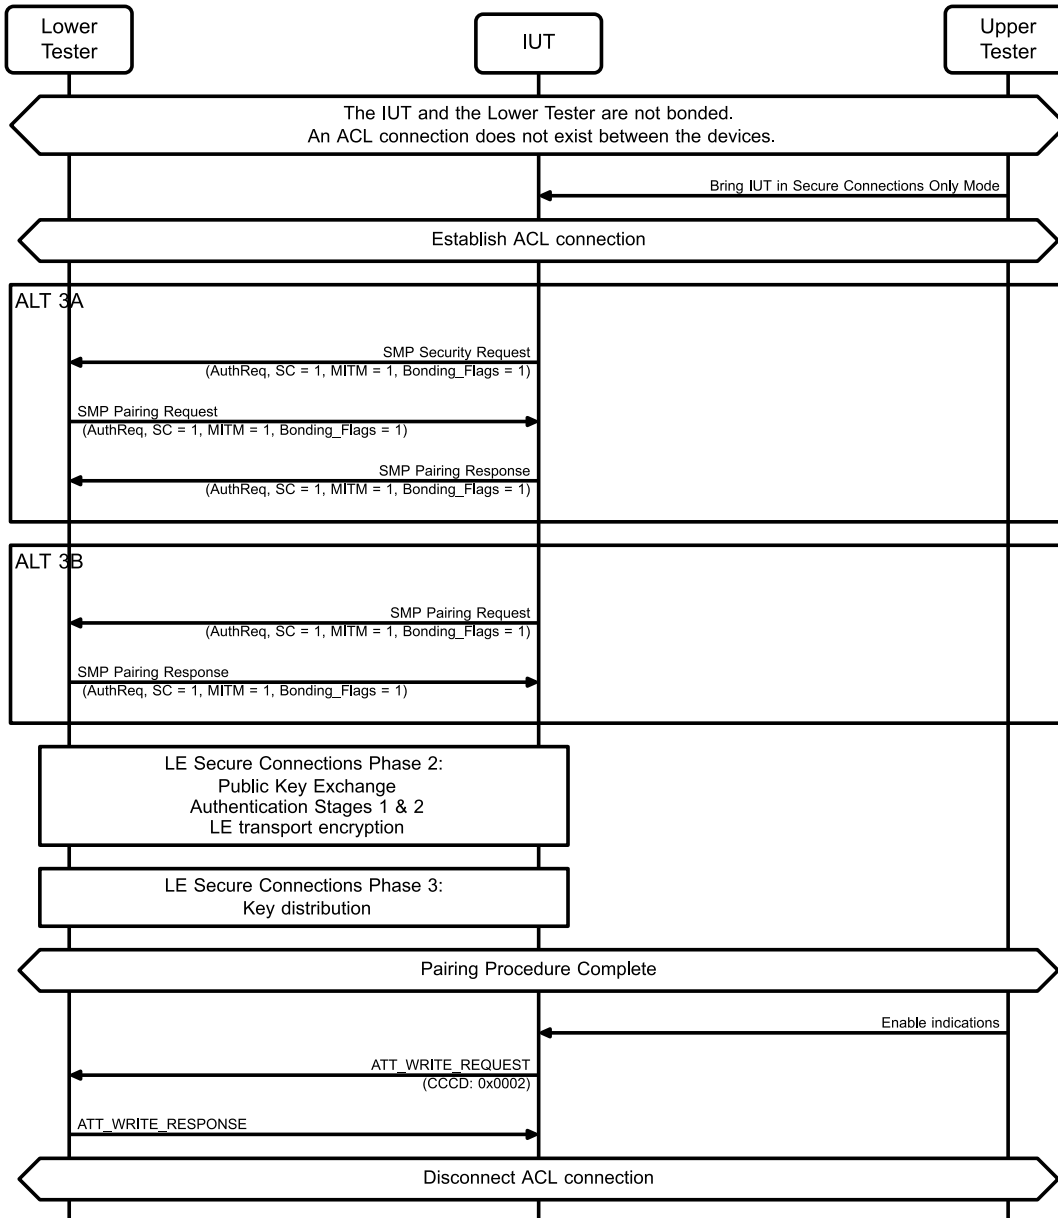 Lower
Tester
IUT
Upper
Tester
The IUT and the Lower Tester are not bonded.
An ACL connection does not exist between the devices.
Bring IUT in Secure Connections Only Mode
Establish ACL connection
ALT 3A
SMP Security Request
(AuthReq, SC = 1, MITM = 1, Bonding_Flags = 1)
SMP Pairing Request
(AuthReq, SC = 1, MITM = 1, Bonding_Flags = 1)
SMP Pairing Response
(AuthReq, SC = 1, MITM = 1, Bonding_Flags = 1)
ALT 3B
SMP Pairing Request
(AuthReq, SC = 1, MITM = 1, Bonding_Flags = 1)
SMP Pairing Response
(AuthReq, SC = 1, MITM = 1, Bonding_Flags = 1)
LE Secure Connections Phase 2:
Public Key Exchange
Authentication Stages 1 & 2
LE transport encryption
LE Secure Connections Phase 3:
Key distribution
Pairing Procedure Complete
Enable indications
ATT_WRITE_REQUEST
(CCCD: 0x0002)
ATT_WRITE_RESPONSE
Disconnect ACL connection